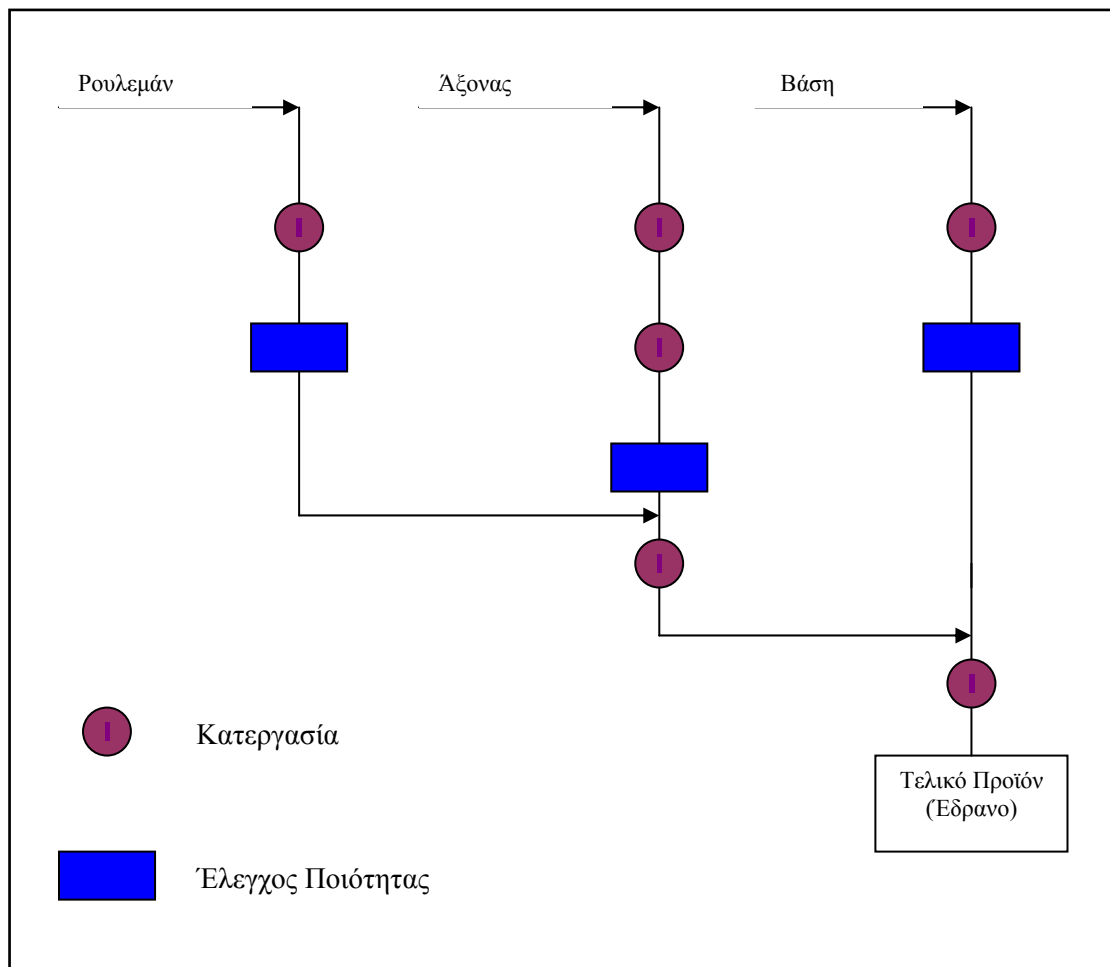 Ρουλεμάν
Άξονας
Βάση
I
I
I
I
I
I
Κατεργασία
I
Τελικό Προϊόν
(Έδρανο)
Έλεγχος Ποιότητας